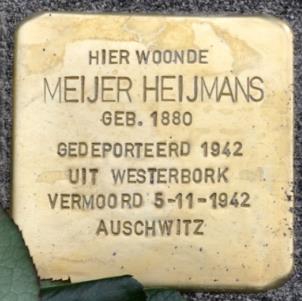 HIER WOONDE
MEIJER HEIJMANS
GEB. 1880
GEDEPORTEERD 1942
UIT WESTERBORK
VERMOORD 5-11-1942
AUSCHWITZ